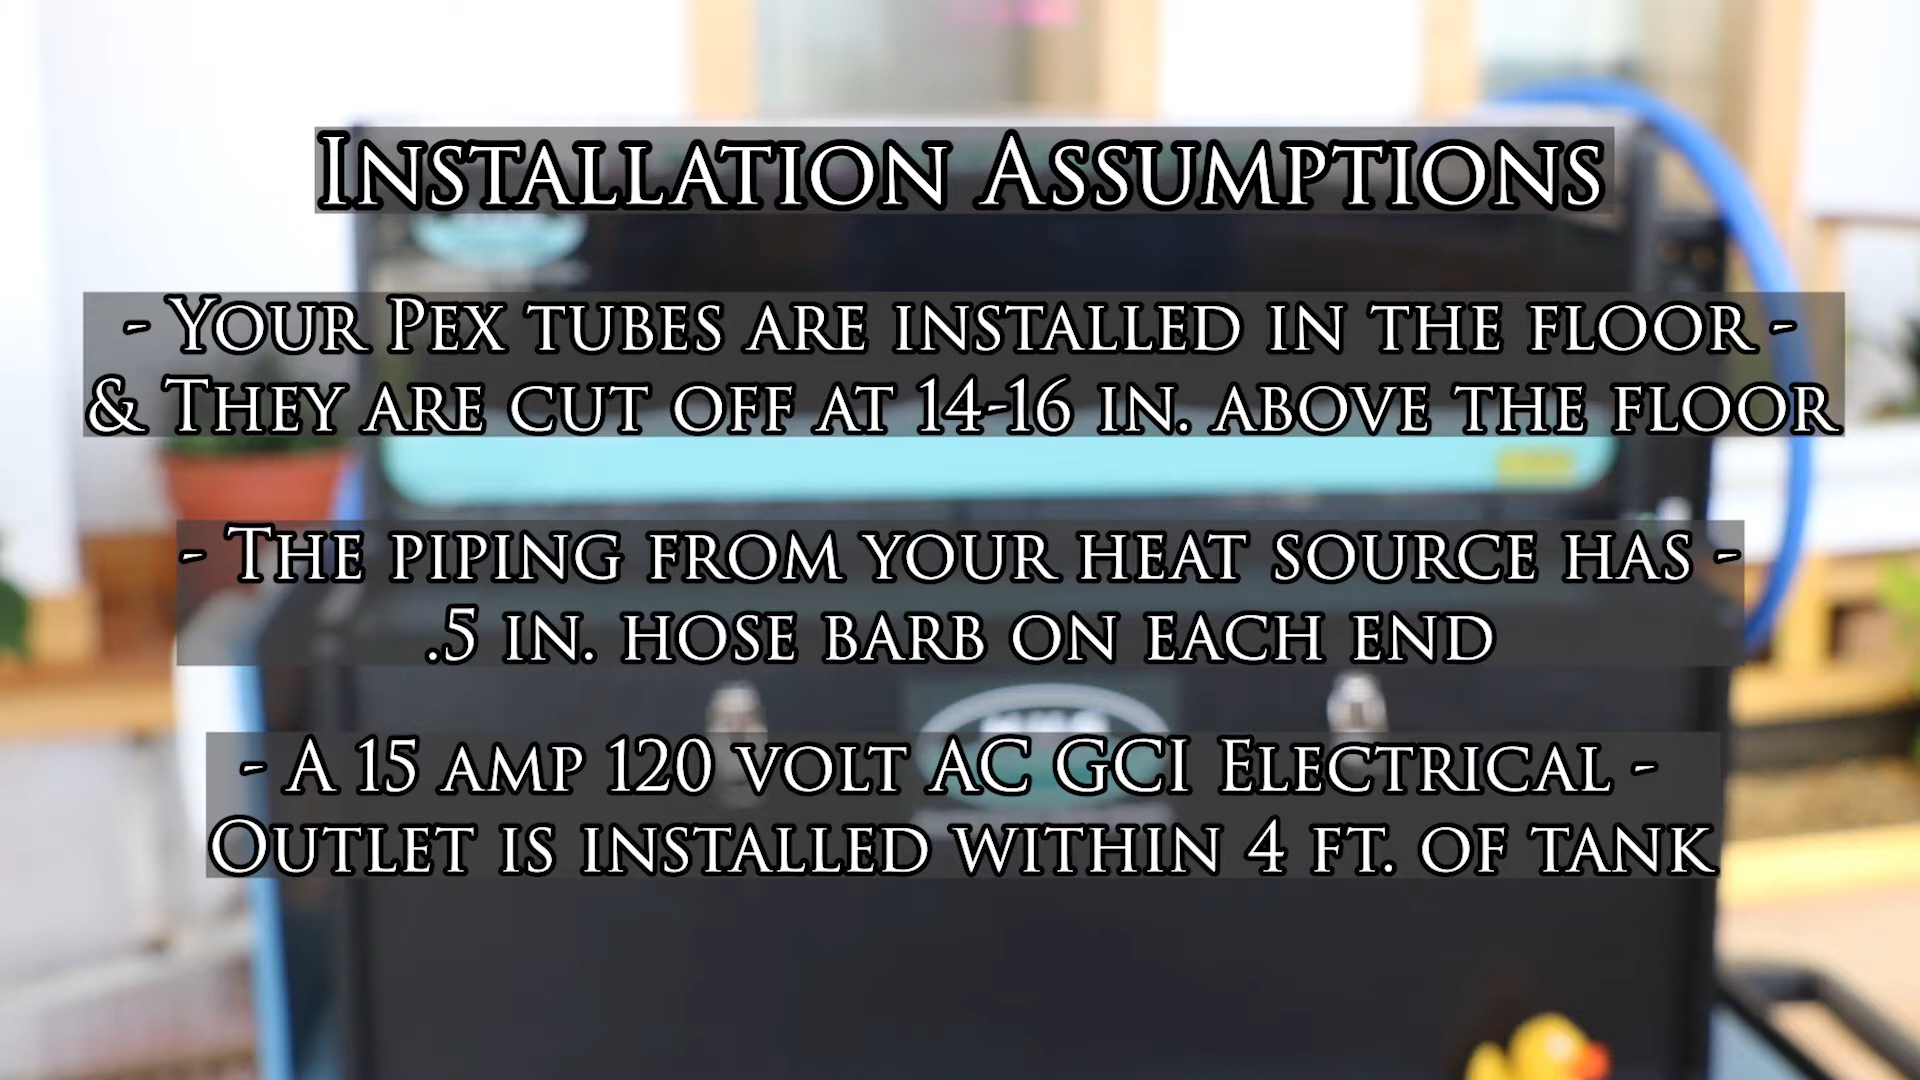 Installation Assumptions
- Your Pex tubes are installed in the floor -
& They are cut off at 14-16 in. above the floor
- The piping from your heat source has -
.5 in. hose barb on each end
- A 15 amp 120 volt AC GCI Electrical -
Outlet is installed within 4 ft. of tank